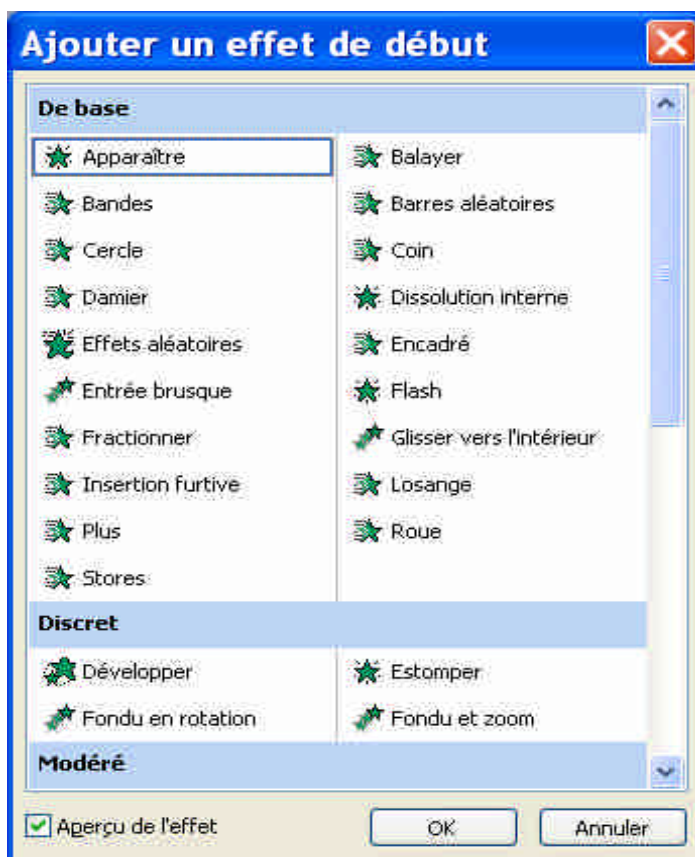 Ajouter un effet de début
De base
Apparaître Balayer
Bandes Barres aléatoires
Cercle Coin
Damier Dissolution interne
Effets aléatoires Encadré
Entrée brusque Flash
Fractionner Glisser vers l'intérieur
Insertion furtive Losange
Plus Roue
Stores
Discret
Développer Estomper
Fondu en rotation Fondu et zoom
Modéré
Aperçu de l'effet OK Annuler